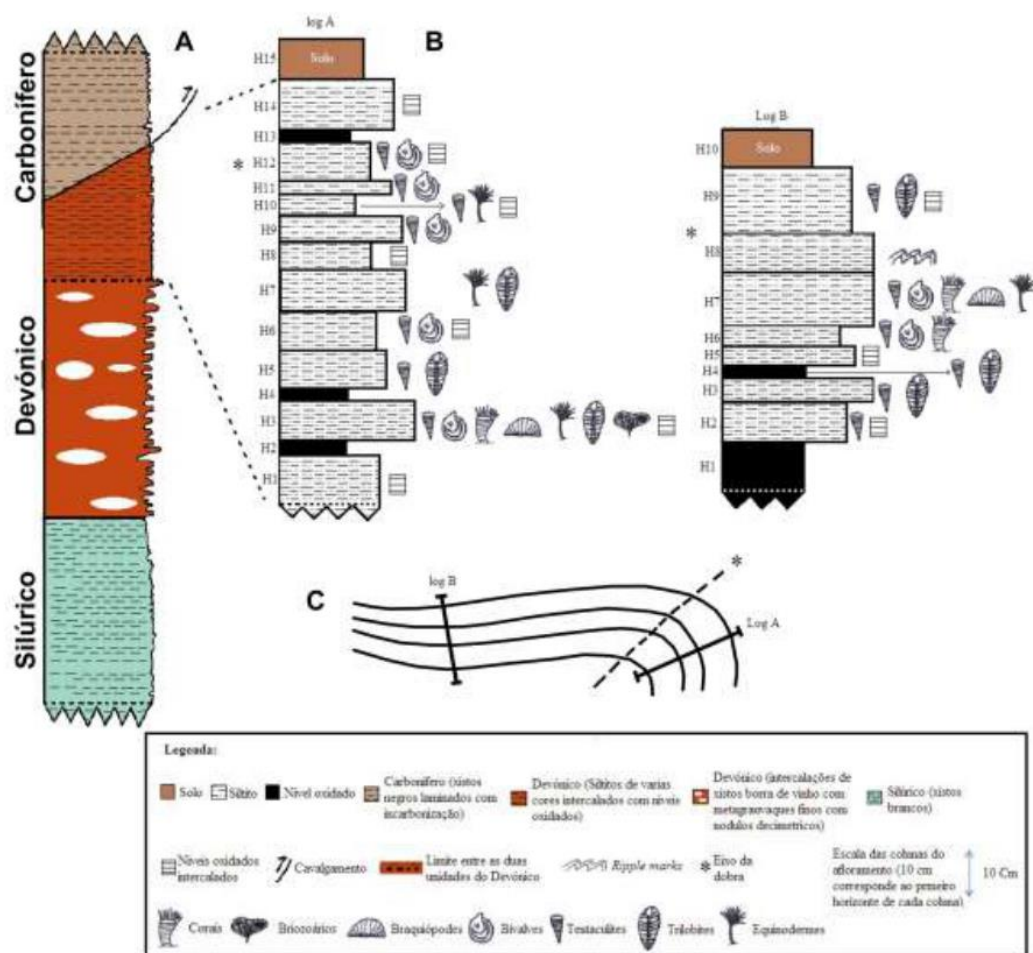 A
B
C
Carbonífero
Devónico
Silúrico
log A
H15
Solo
H14
H13
H12
*
H11
H10
H9
H8
H7
H6
H5
H4
H3
H2
H1
Log B
H10
Solo
H9
*
H8
H7
H6
H5
H4
H3
H2
H1
log B
*
Log A
Legenda:
Solo
Siltito
Nível oxidado
Carbonífero (xistos
negros laminados com
incarbonização)
Devónico (Siltitos de varias
cores intercalados com níveis
oxidados)
Devónico (intercalações de
xistos borra de vinho com
metagrauvaques finos com
nodulos decimetricos)
Silúrico (xistos
brancos)
Níveis oxidados
intercalados
Cavalgamento
Limite entre as duas
unidades do Devónico
Ripple marks
* Eixo da
dobra
Escala das colunas do
afloramento (10 cm
corresponde ao primeiro
horizonte de cada coluna)
10 Cm
Corais
Briozoários
Braquiópodes
Bivalves
Tentaculites
Trilobites
Equinodermes